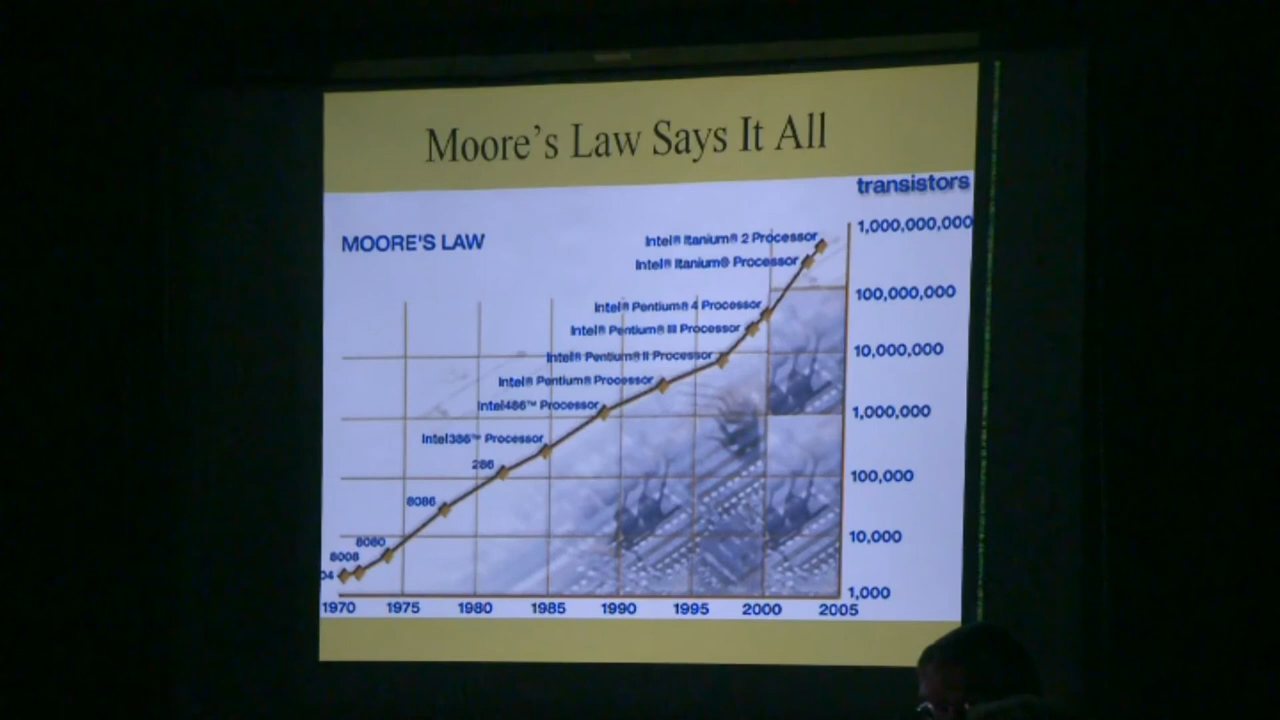 Moore's Law Says It All
transistors
MOORE'S LAW
1,000,000,000
Intel® Itanium® 2 Processor
Intel® Itanium® Processor
100,000,000
Intel® Pentium® 4 Processor
Intel® Pentium® III Processor
10,000,000
Intel® Pentium® II Processor
Intel® Pentium® Processor
Intel486™ Processor
1,000,000
Intel386™ Processor
286
100,000
8086
10,000
8080
8008
04
1,000
1970 1975 1980 1985 1990 1995 2000 2005